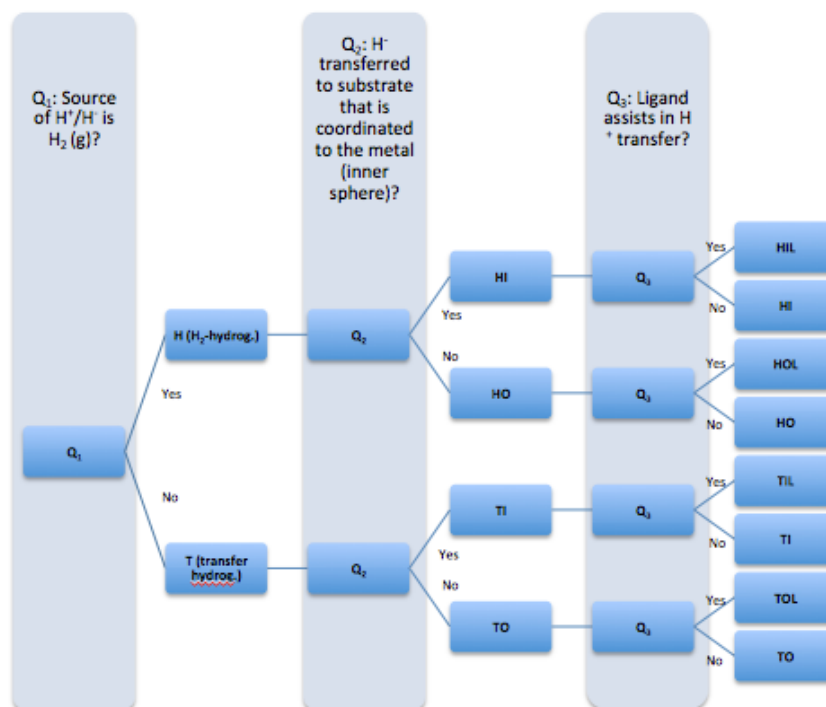 Q₁: Source
of H⁺/H⁻ is
H₂ (g)?
Q₂: H⁻
transferred
to substrate
that is
coordinated
to the metal
(inner
sphere)?
Q₃: Ligand
assists in H
⁺ transfer?
Q₁
Yes
No
H (H₂-hydrog.)
T (transfer
hydrog.)
Q₂
Yes
No
Q₂
Yes
No
HI
HO
TI
TO
Q₃
Yes
No
Q₃
Yes
No
Q₃
Yes
No
Q₃
Yes
No
HIL
HI
HOL
HO
TIL
TI
TOL
TO